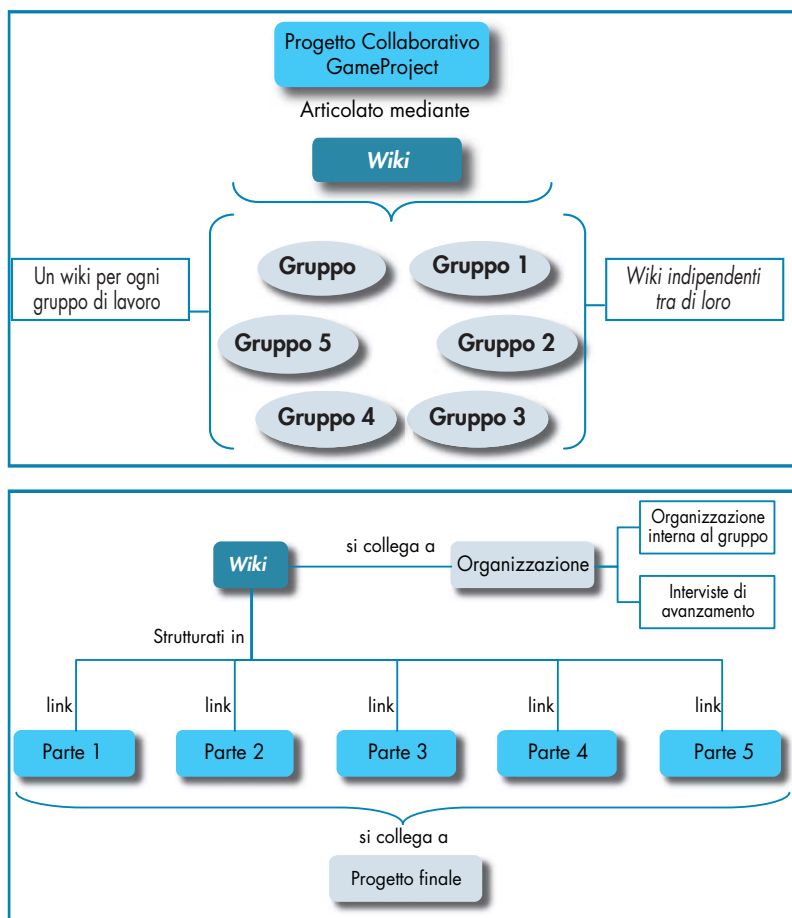 Progetto Collaborativo
GameProject
Articolato mediante
Wiki
Un wiki per ogni
gruppo di lavoro
Gruppo
Gruppo 1
Gruppo 5
Gruppo 2
Gruppo 4
Gruppo 3
Wiki indipendenti
tra di loro
Wiki
si collega a
Organizzazione
Organizzazione
interna al gruppo
Interviste di
avanzamento
Strutturati in
link
link
link
link
link
Parte 1
Parte 2
Parte 3
Parte 4
Parte 5
si collega a
Progetto finale